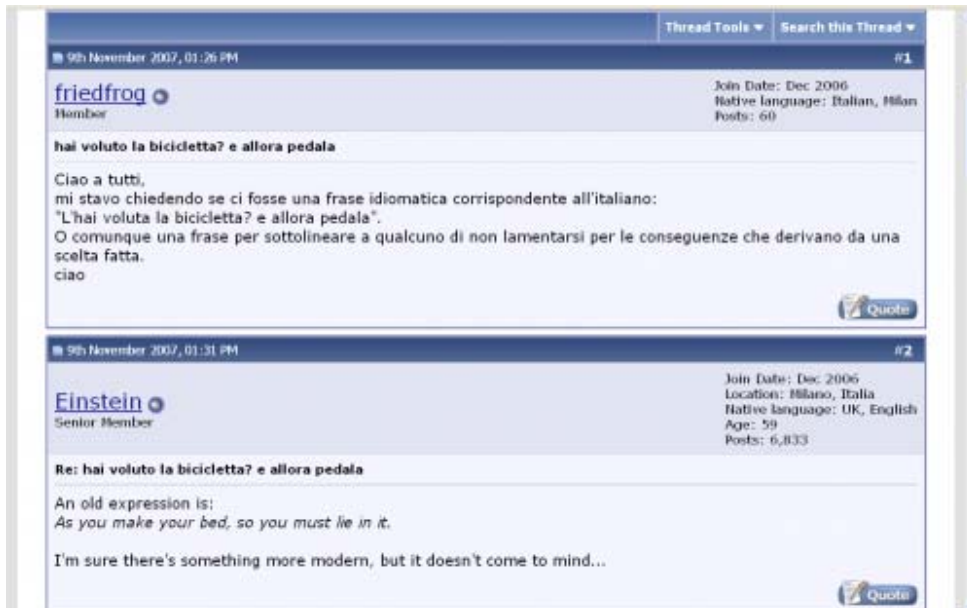 Thread Tools Search this Thread
9th November 2007, 01:26 PM #1
friedfrog
Member
Join Date: Dec 2006
Native language: Italian, Milan
Posts: 60
hai voluto la bicicletta? e allora pedala
Ciao a tutti,
mi stavo chiedendo se ci fosse una frase idiomatica corrispondente all'italiano:
"L'hai voluta la bicicletta? e allora pedala".
O comunque una frase per sottolineare a qualcuno di non lamentarsi per le conseguenze che derivano da una
scelta fatta.
ciao
Quote
9th November 2007, 01:31 PM #2
Einstein
Senior Member
Join Date: Dec 2006
Location: Milano, Italia
Native language: UK, English
Age: 59
Posts: 6,833
Re: hai voluto la bicicletta? e allora pedala
An old expression is:
As you make your bed, so you must lie in it.
I'm sure there's something more modern, but it doesn't come to mind...
Quote